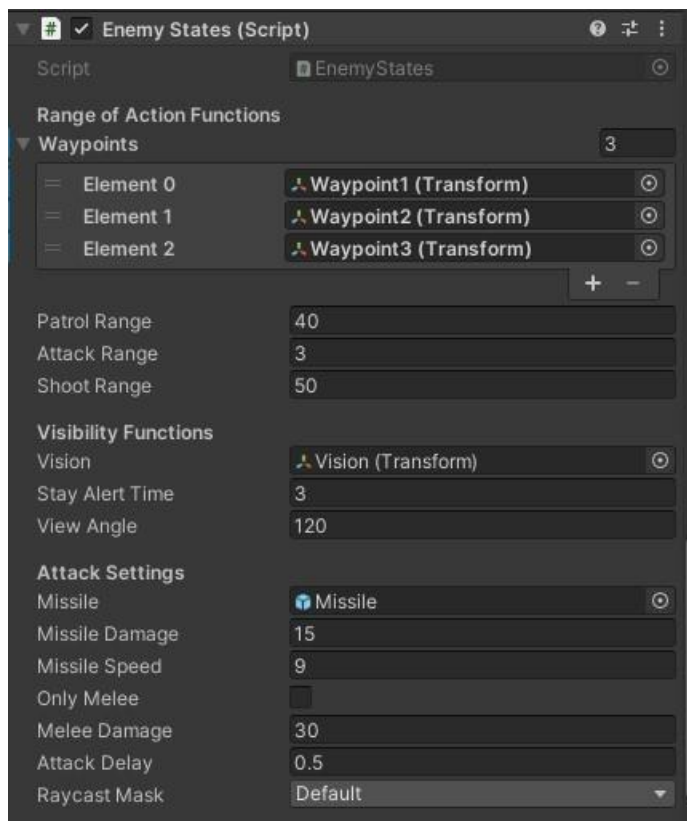 # Enemy States (Script)
Script EnemyStates
Range of Action Functions
Waypoints 3
Element 0 Waypoint1 (Transform)
Element 1 Waypoint2 (Transform)
Element 2 Waypoint3 (Transform)
+ −
Patrol Range 40
Attack Range 3
Shoot Range 50
Visibility Functions
Vision Vision (Transform)
Stay Alert Time 3
View Angle 120
Attack Settings
Missile Missile
Missile Damage 15
Missile Speed 9
Only Melee
Melee Damage 30
Attack Delay 0.5
Raycast Mask Default